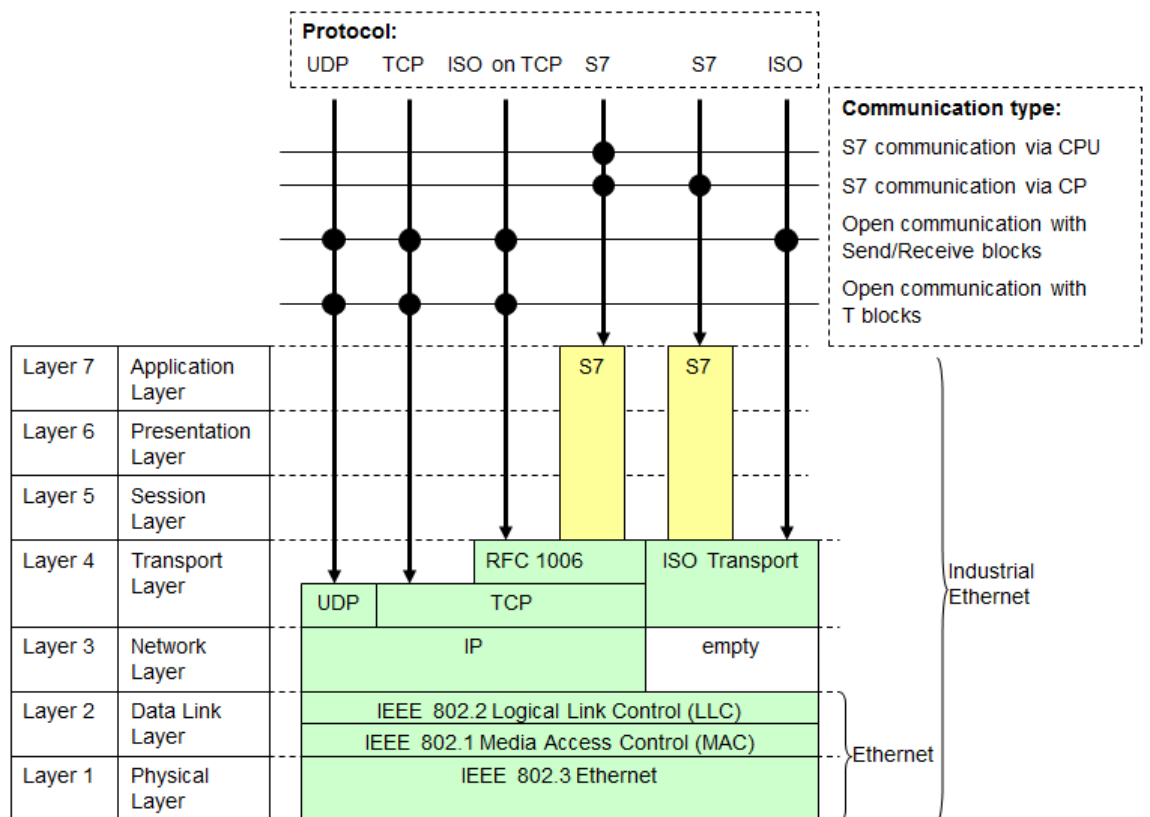 Protocol:
UDP TCP ISO on TCP S7 S7 ISO
Communication type:
S7 communication via CPU
S7 communication via CP
Open communication with
Send/Receive blocks
Open communication with
T blocks
Layer 7 Application
Layer
S7 S7
Layer 6 Presentation
Layer
Layer 5 Session
Layer
Layer 4 Transport
Layer
RFC 1006 ISO Transport
UDP TCP
Industrial
Ethernet
Layer 3 Network
Layer
IP empty
Layer 2 Data Link
Layer
IEEE 802.2 Logical Link Control (LLC)
IEEE 802.1 Media Access Control (MAC)
Ethernet
Layer 1 Physical
Layer
IEEE 802.3 Ethernet